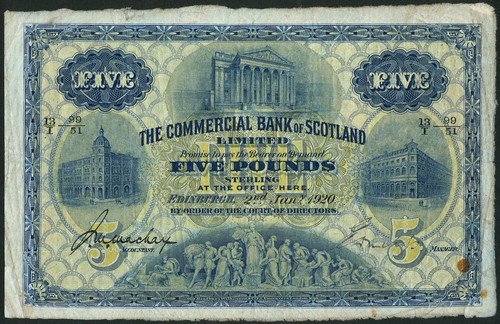 FIVE
FIVE
13/I 99/51
13/I 99/51
THE COMMERCIAL BANK OF SCOTLAND
LIMITED
Promise to pay the Bearer on Demand
FIVE POUNDS
STERLING
AT THE OFFICE HERE.
EDINBURGH, 2nd Jany. 1920
BY ORDER OF THE COURT OF DIRECTORS.
5
ACCOUNTANT
MANAGER
5